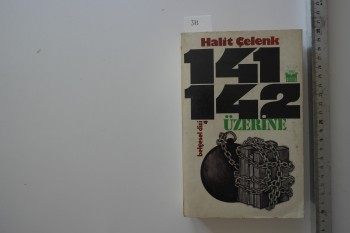 30
Halit Çelenk
141
142
ÜZERİNE
belgesel dizi